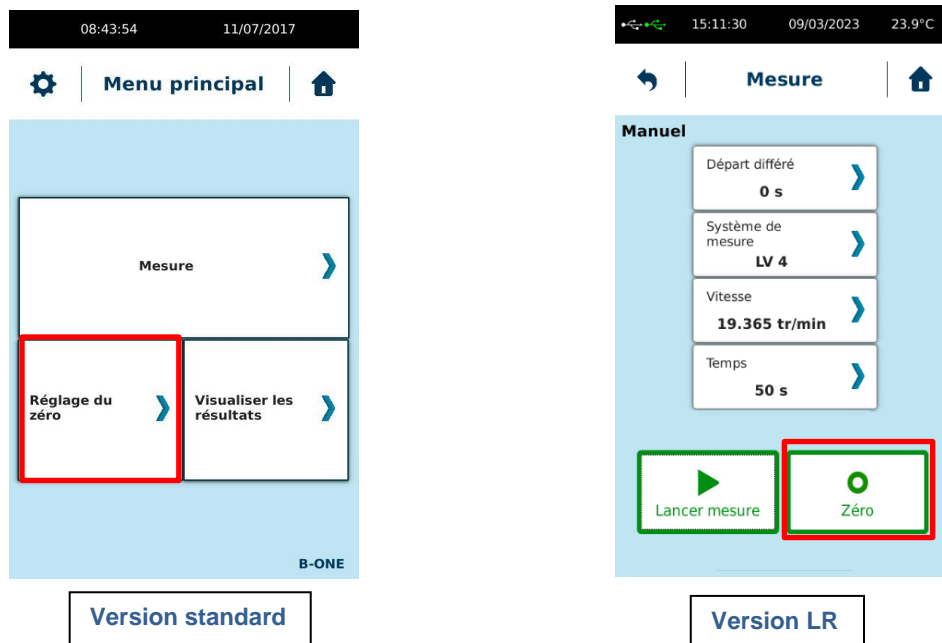 08:43:54 11/07/2017
Menu principal
Mesure
Réglage du
zéro
Visualiser les
résultats
B-ONE
Version standard
15:11:30 09/03/2023 23.9°C
Mesure
Manuel
Départ différé
0 s
Système de
mesure
LV 4
Vitesse
19.365 tr/min
Temps
50 s
Lancer mesure
Zéro
Version LR